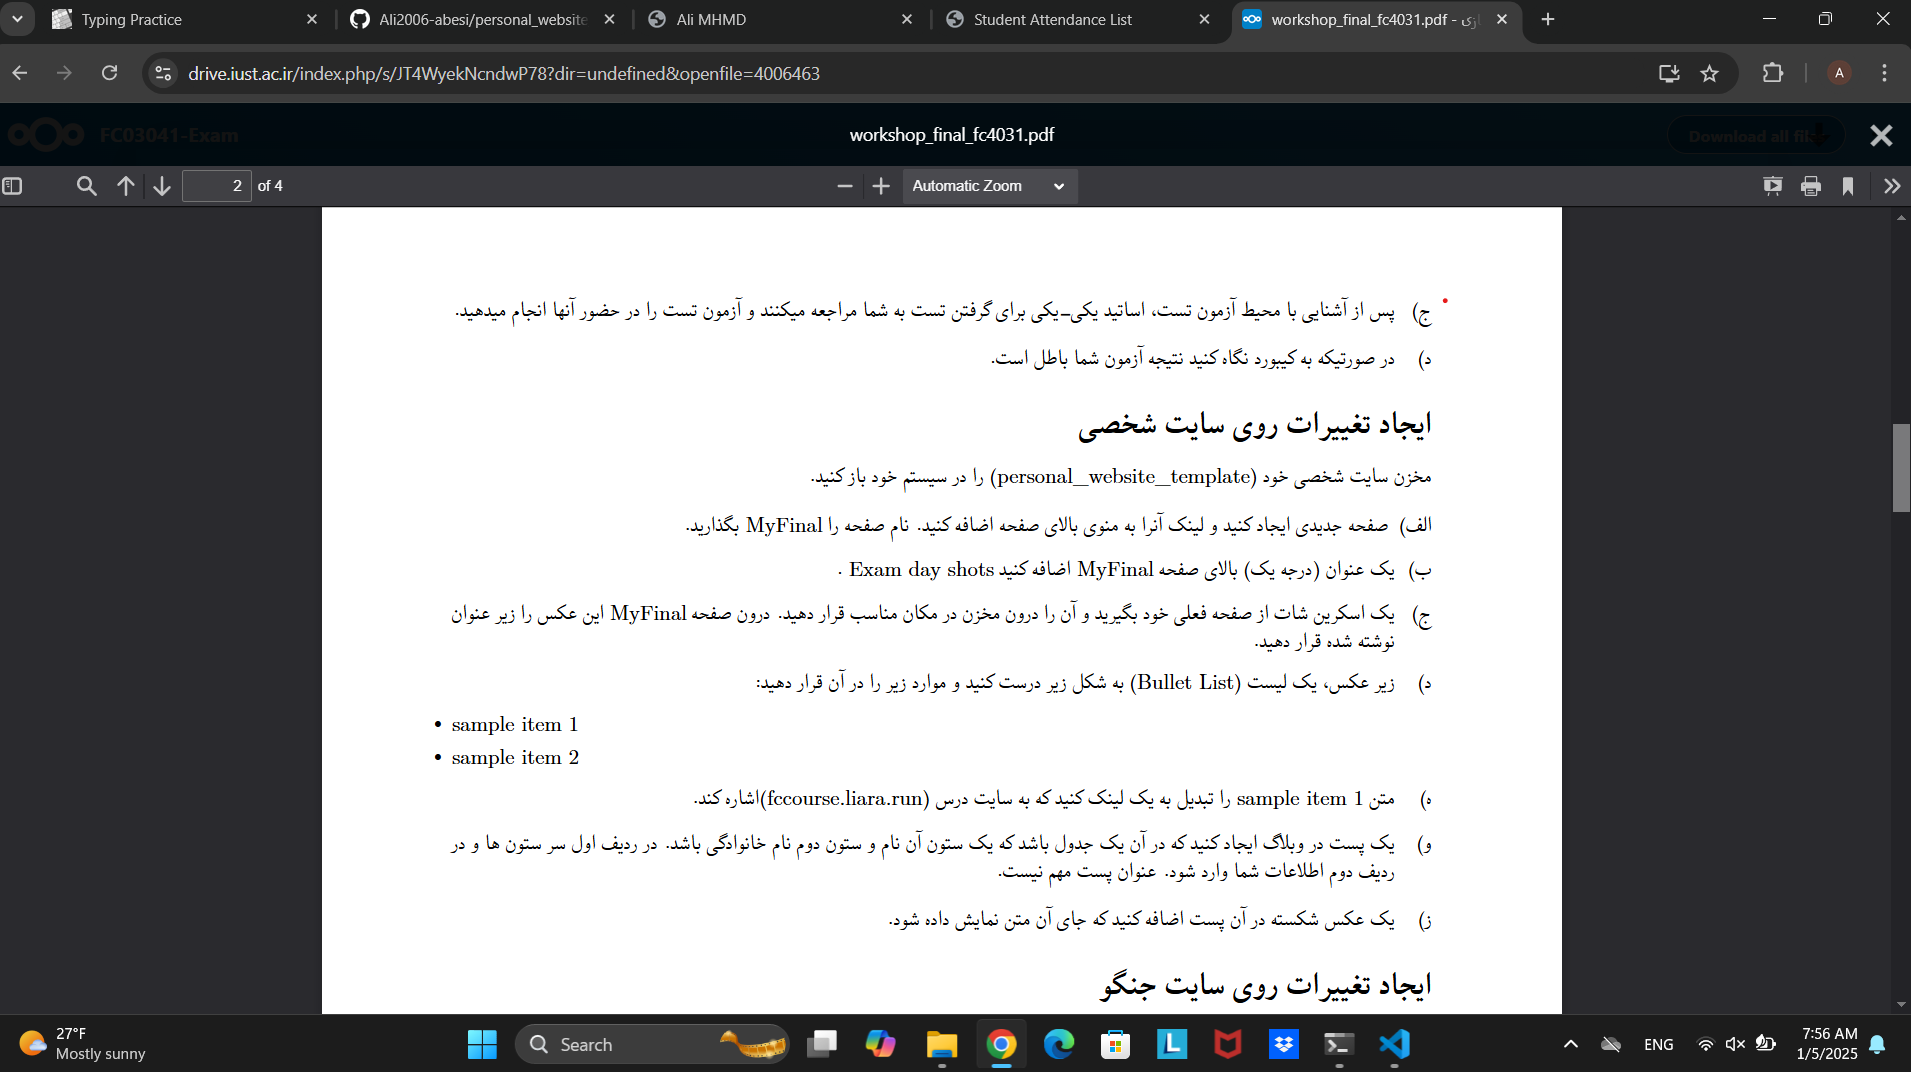 Typing Practice
Ali2006-abesi/personal_website
Ali MHMD
Student Attendance List
workshop_final_fc4031.pdf -
drive.iust.ac.ir/index.php/s/JT4WyekNcndwP78?dir=undefined&openfile=4006463
A
FC03041-Exam
workshop_final_fc4031.pdf
Download all fil
2 of 4
Automatic Zoom
ج) پس از آشنایی با محیط آزمون تست، اساتید یکی-یکی برای گرفتن تست به شما مراجعه میکنند و آزمون تست را در حضور آنها انجام میدهید.
د) در صورتیکه به کیبورد نگاه کنید نتیجه آزمون شما باطل است.
ایجاد تغییرات روی سایت شخصی
مخزن سایت شخصی خود (personal_website_template) را در سیستم خود باز کنید.
الف) صفحه جدیدی ایجاد کنید و لینک آنرا به منوی بالای صفحه اضافه کنید. نام صفحه را MyFinal بگذارید.
ب) یک عنوان (درجه یک) بالای صفحه MyFinal اضافه کنید Exam day shots .
ج) یک اسکرین شات از صفحه فعلی خود بگیرید و آن را درون مخزن در مکان مناسب قرار دهید. درون صفحه MyFinal این عکس را زیر عنوان
نوشته شده قرار دهید.
د) زیر عکس، یک لیست (Bullet List) به شکل زیر درست کنید و موارد زیر را در آن قرار دهید:
• sample item 1
• sample item 2
ه) متن sample item 1 را تبدیل به یک لینک کنید که به سایت درس (fccourse.liara.run)اشاره کند.
و) یک پست در وبلاگ ایجاد کنید که در آن یک جدول باشد که یک ستون آن نام و ستون دوم نام خانوادگی باشد. در ردیف اول سر ستون ها و در
ردیف دوم اطلاعات شما وارد شود. عنوان پست مهم نیست.
ز) یک عکس شکسته در آن پست اضافه کنید که جای آن متن نمایش داده شود.
ایجاد تغییرات روی سایت جنگو
27°F
Mostly sunny
Search
ENG
7:56 AM
1/5/2025